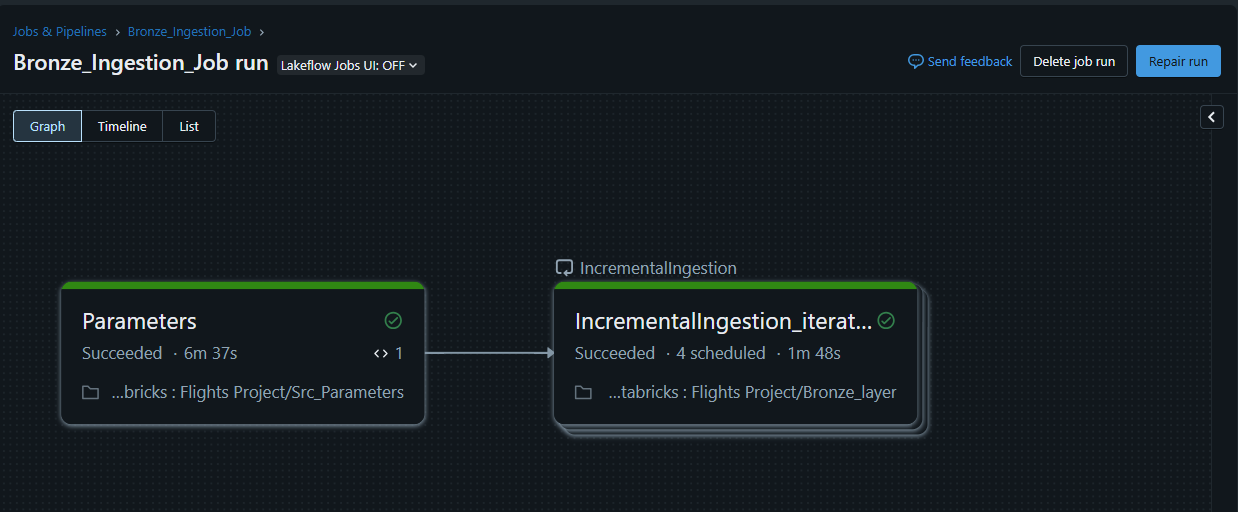 Jobs & Pipelines › Bronze_Ingestion_Job ›
Bronze_Ingestion_Job run Lakeflow Jobs UI: OFF
Send feedback Delete job run Repair run
Graph Timeline List
IncrementalIngestion
Parameters
Succeeded · 6m 37s <> 1
...bricks : Flights Project/Src_Parameters
IncrementalIngestion_iterat...
Succeeded · 4 scheduled · 1m 48s
...tabricks : Flights Project/Bronze_layer